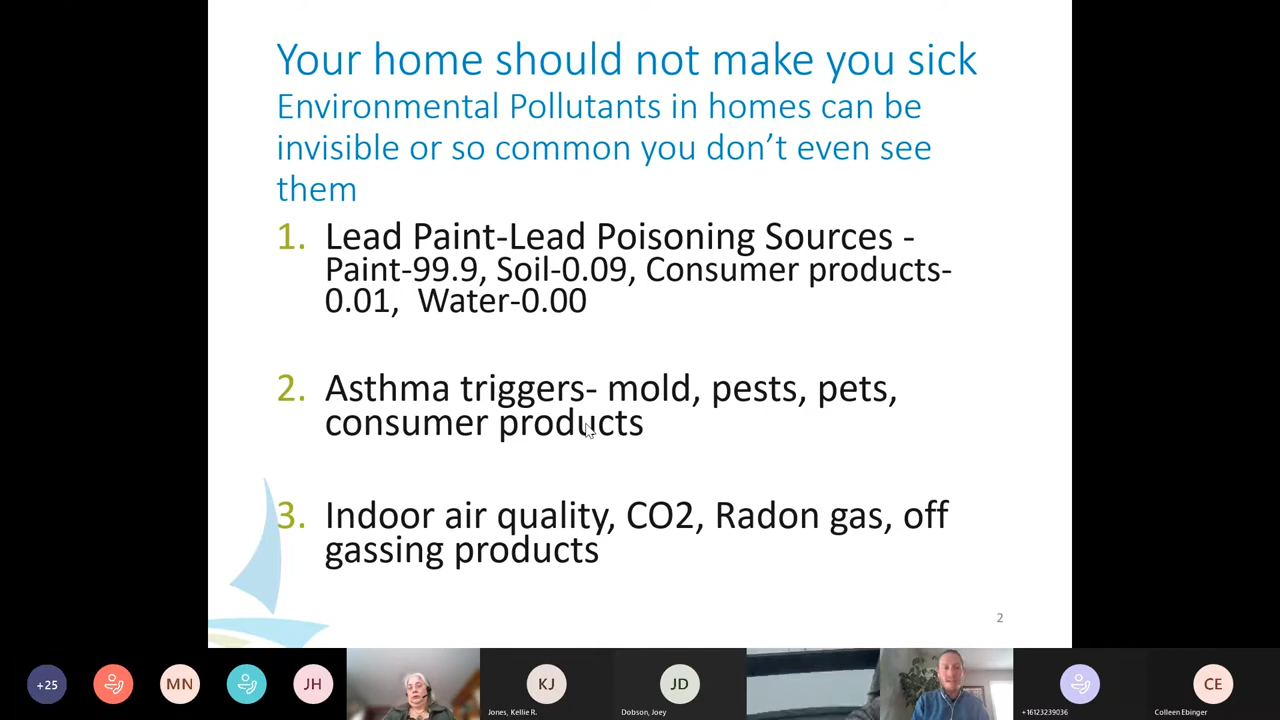 Your home should not make you sick
Environmental Pollutants in homes can be
invisible or so common you don’t even see
them
1. Lead Paint-Lead Poisoning Sources -
Paint-99.9, Soil-0.09, Consumer products-
0.01, Water-0.00
2. Asthma triggers- mold, pests, pets,
consumer products
3. Indoor air quality, CO2, Radon gas, off
gassing products
2
+25
MN
JH
KJ
JD
CE
Jones, Kellie R.
Dobson, Joey
+16123239036
Colleen Ebinger